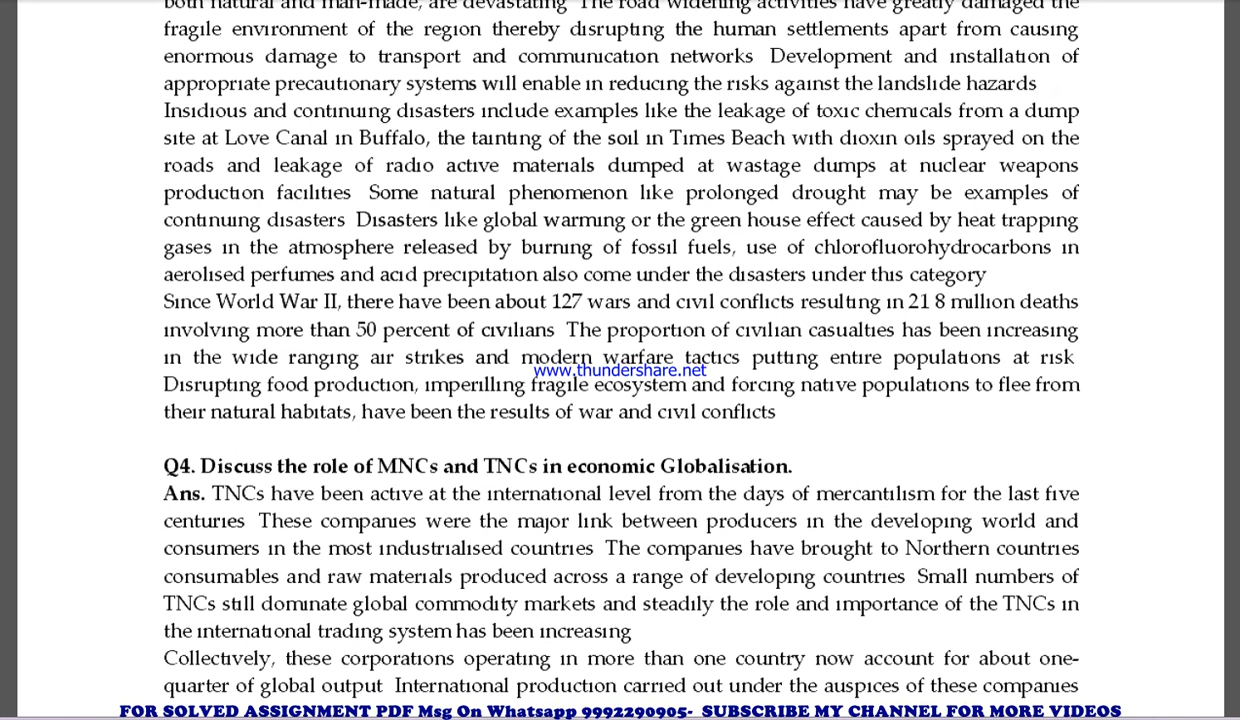 both natural and man-made, are devastating The road widening activities have greatly damaged the
fragile environment of the region thereby disrupting the human settlements apart from causing
enormous damage to transport and communication networks Development and installation of
appropriate precautionary systems will enable in reducing the risks against the landslide hazards
Insidious and continuing disasters include examples like the leakage of toxic chemicals from a dump
site at Love Canal in Buffalo, the tainting of the soil in Times Beach with dioxin oils sprayed on the
roads and leakage of radio active materials dumped at wastage dumps at nuclear weapons
production facilities Some natural phenomenon like prolonged drought may be examples of
continuing disasters Disasters like global warming or the green house effect caused by heat trapping
gases in the atmosphere released by burning of fossil fuels, use of chlorofluorohydrocarbons in
aerolised perfumes and acid precipitation also come under the disasters under this category
Since World War II, there have been about 127 wars and civil conflicts resulting in 21 8 million deaths
involving more than 50 percent of civilians The proportion of civilian casualties has been increasing
in the wide ranging air strikes and modern warfare tactics putting entire populations at risk
www.thundershare.net
Disrupting food production, imperilling fragile ecosystem and forcing native populations to flee from
their natural habitats, have been the results of war and civil conflicts
Q4. Discuss the role of MNCs and TNCs in economic Globalisation.
Ans. TNCs have been active at the international level from the days of mercantilism for the last five
centuries These companies were the major link between producers in the developing world and
consumers in the most industrialised countries The companies have brought to Northern countries
consumables and raw materials produced across a range of developing countries Small numbers of
TNCs still dominate global commodity markets and steadily the role and importance of the TNCs in
the international trading system has been increasing
Collectively, these corporations operating in more than one country now account for about one-
quarter of global output International production carried out under the auspices of these companies
FOR SOLVED ASSIGNMENT PDF Msg On Whatsapp 9992290905- SUBSCRIBE MY CHANNEL FOR MORE VIDEOS